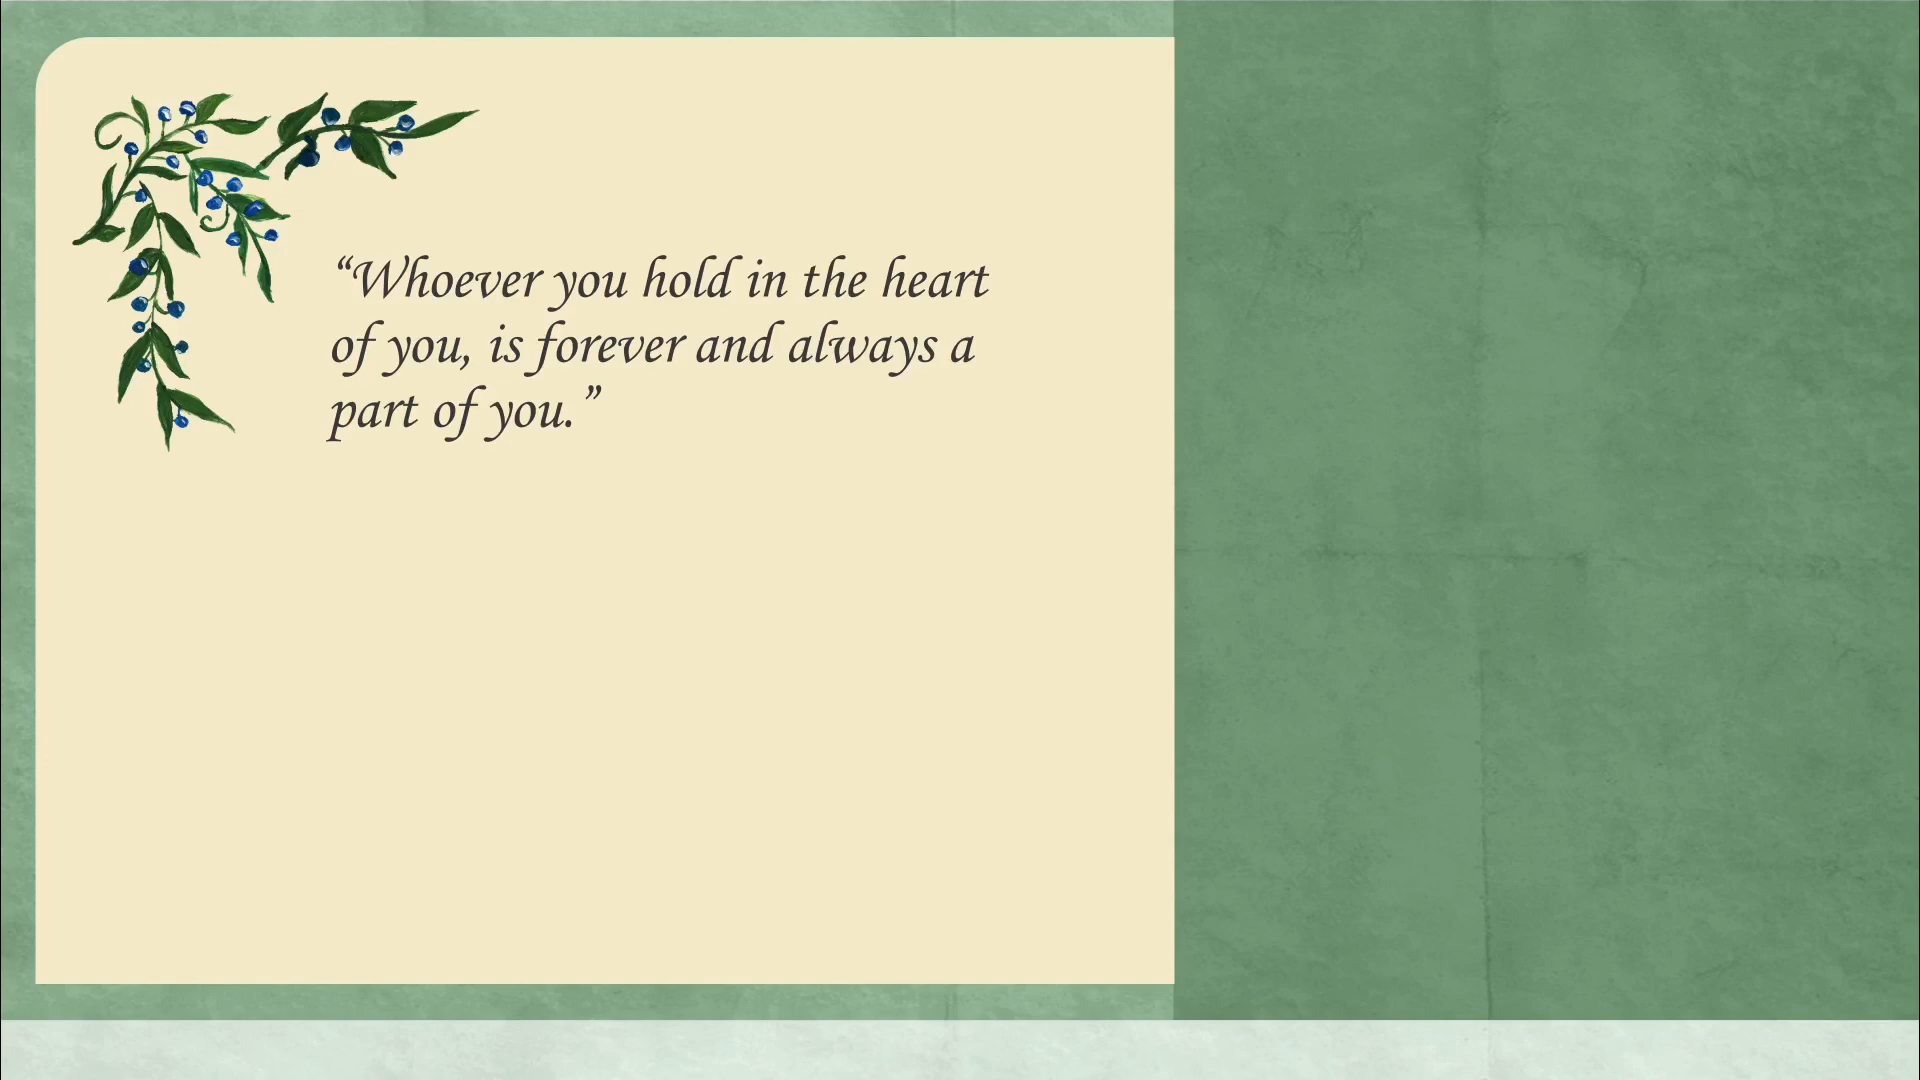 “Whoever you hold in the heart
of you, is forever and always a
part of you.”